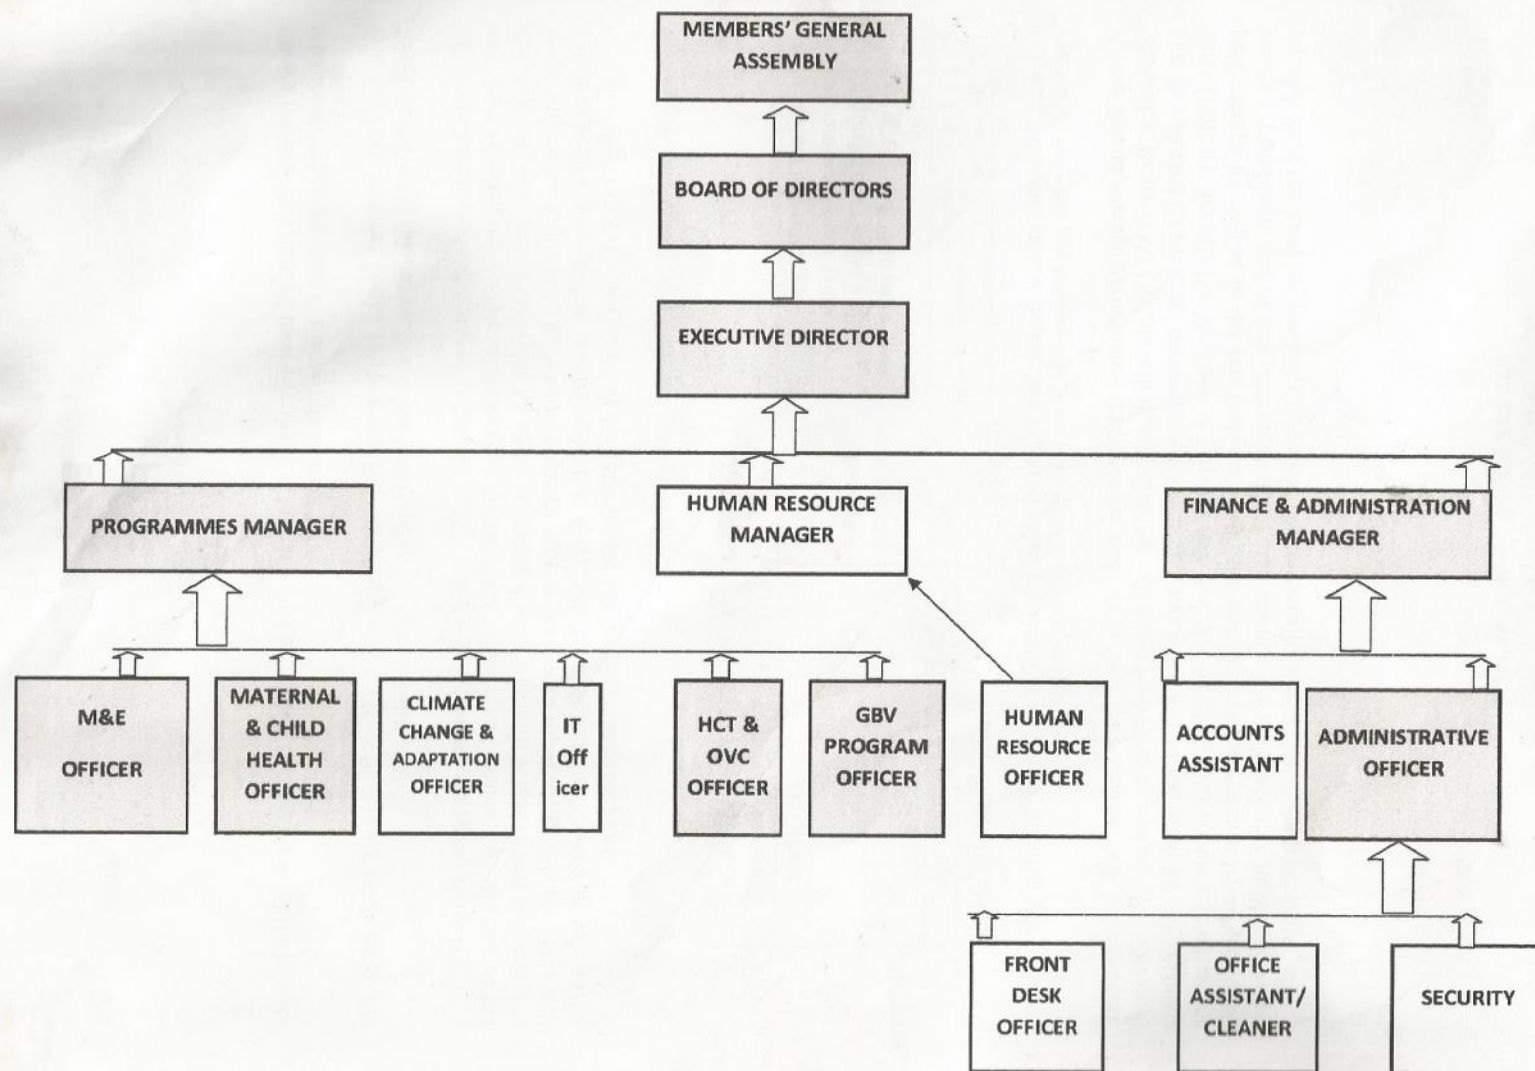 MEMBERS' GENERAL
ASSEMBLY
BOARD OF DIRECTORS
EXECUTIVE DIRECTOR
PROGRAMMES MANAGER
HUMAN RESOURCE
MANAGER
FINANCE & ADMINISTRATION
MANAGER
M&E
OFFICER
MATERNAL
& CHILD
HEALTH
OFFICER
CLIMATE
CHANGE &
ADAPTATION
OFFICER
IT
Off
icer
HCT &
OVC
OFFICER
GBV
PROGRAM
OFFICER
HUMAN
RESOURCE
OFFICER
ACCOUNTS
ASSISTANT
ADMINISTRATIVE
OFFICER
FRONT
DESK
OFFICER
OFFICE
ASSISTANT/
CLEANER
SECURITY